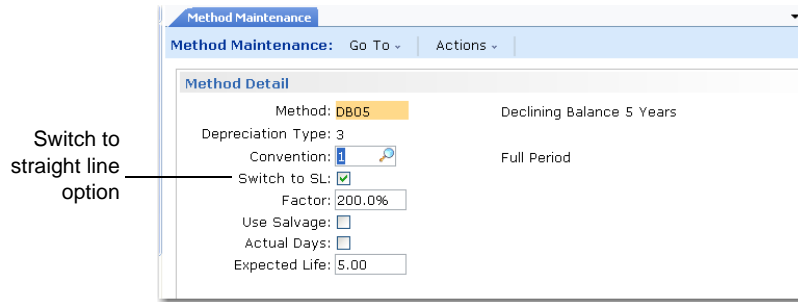 Method Maintenance
Method Maintenance: Go To Actions
Method Detail
Method: DB05 Declining Balance 5 Years
Depreciation Type: 3
Convention: 1 Full Period
Switch to SL:
Factor: 200.0%
Use Salvage:
Actual Days:
Expected Life: 5.00
Switch to
straight line
option